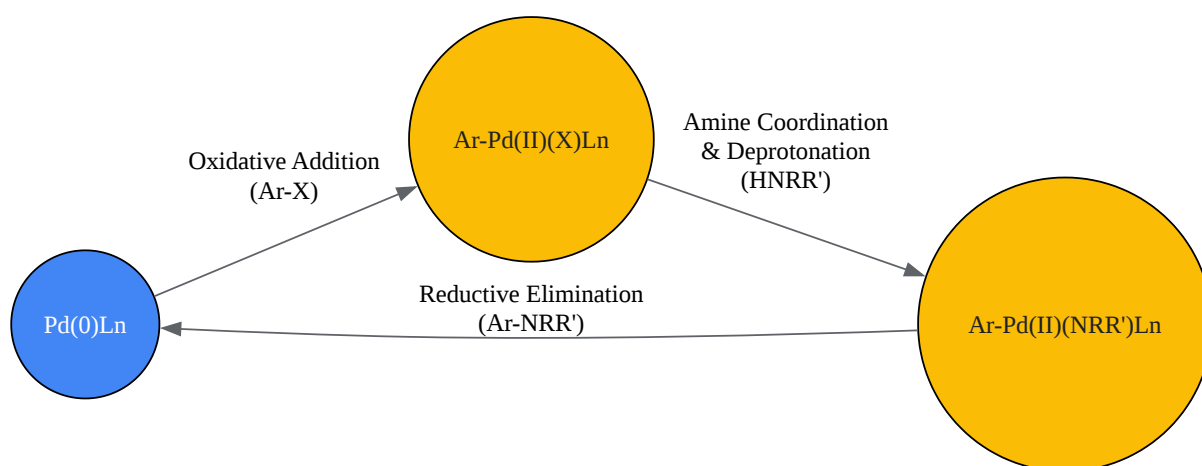 Ar-Pd(II)(X)Ln
Amine Coordination
& Deprotonation
(HNRR')
Oxidative Addition
(Ar-X)
Reductive Elimination
(Ar-NRR')
Pd(0)Ln
Ar-Pd(II)(NRR')Ln